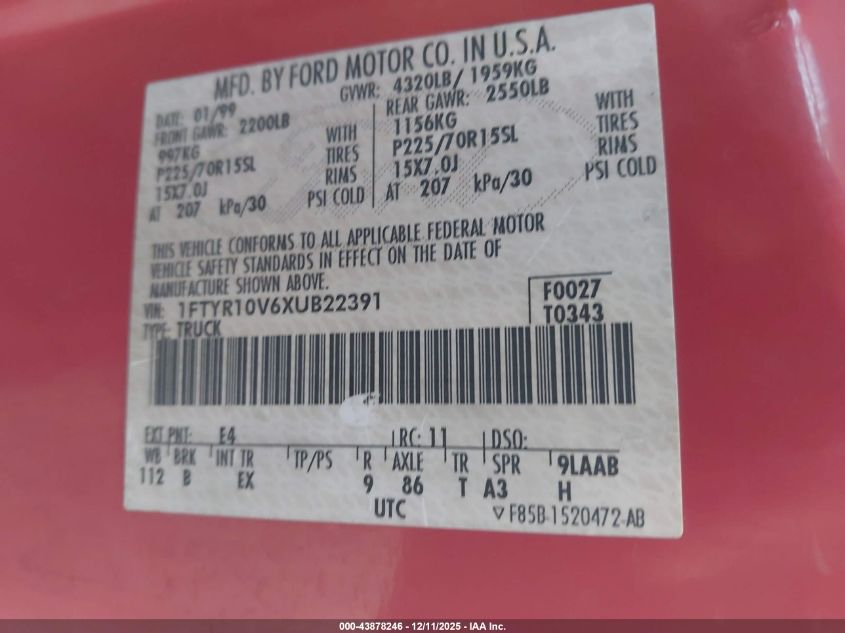 MFD. BY FORD MOTOR CO. IN U.S.A.
DATE: 01/99 GVWR: 4320LB/ 1959KG
FRONT GAWR: 2200LB REAR GAWR: 2550LB
997KG WITH 1156KG WITH
P225/70R15SL TIRES P225/70R15SL TIRES
15X7.0J RIMS 15X7.0J RIMS
AT 207 kPa/30 PSI COLD AT 207 kPa/30 PSI COLD
THIS VEHICLE CONFORMS TO ALL APPLICABLE FEDERAL MOTOR
VEHICLE SAFETY STANDARDS IN EFFECT ON THE DATE OF
MANUFACTURE SHOWN ABOVE.
VIN: 1FTYR10V6XUB22391 F0027
TYPE: TRUCK T0343
EXT PNT: E4 RC: 11 DSO:
WB BRK INT TR TP/PS R AXLE TR SPR 9LAAB
112 B EX 9 86 T A3 H
UTC ▽F85B-1520472-AB
000-43878246 - 12/11/2025 - IAA Inc.